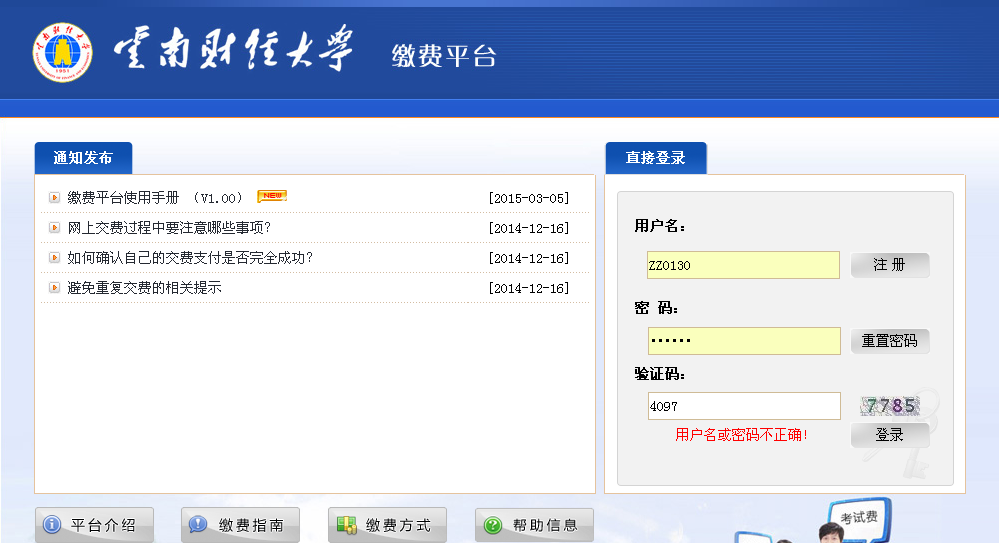 云南财经大学 缴费平台
1951
通知发布
缴费平台使用手册 （V1.00） NEW [2015-03-05]
网上交费过程中要注意哪些事项？ [2014-12-16]
如何确认自己的交费支付是否完全成功？ [2014-12-16]
避免重复交费的相关提示 [2014-12-16]
直接登录
用户名：
ZZ0130 注 册
密 码：
•••••• 重置密码
验证码：
4097 7785
用户名或密码不正确！ 登录
平台介绍 缴费指南 缴费方式 帮助信息
考试费